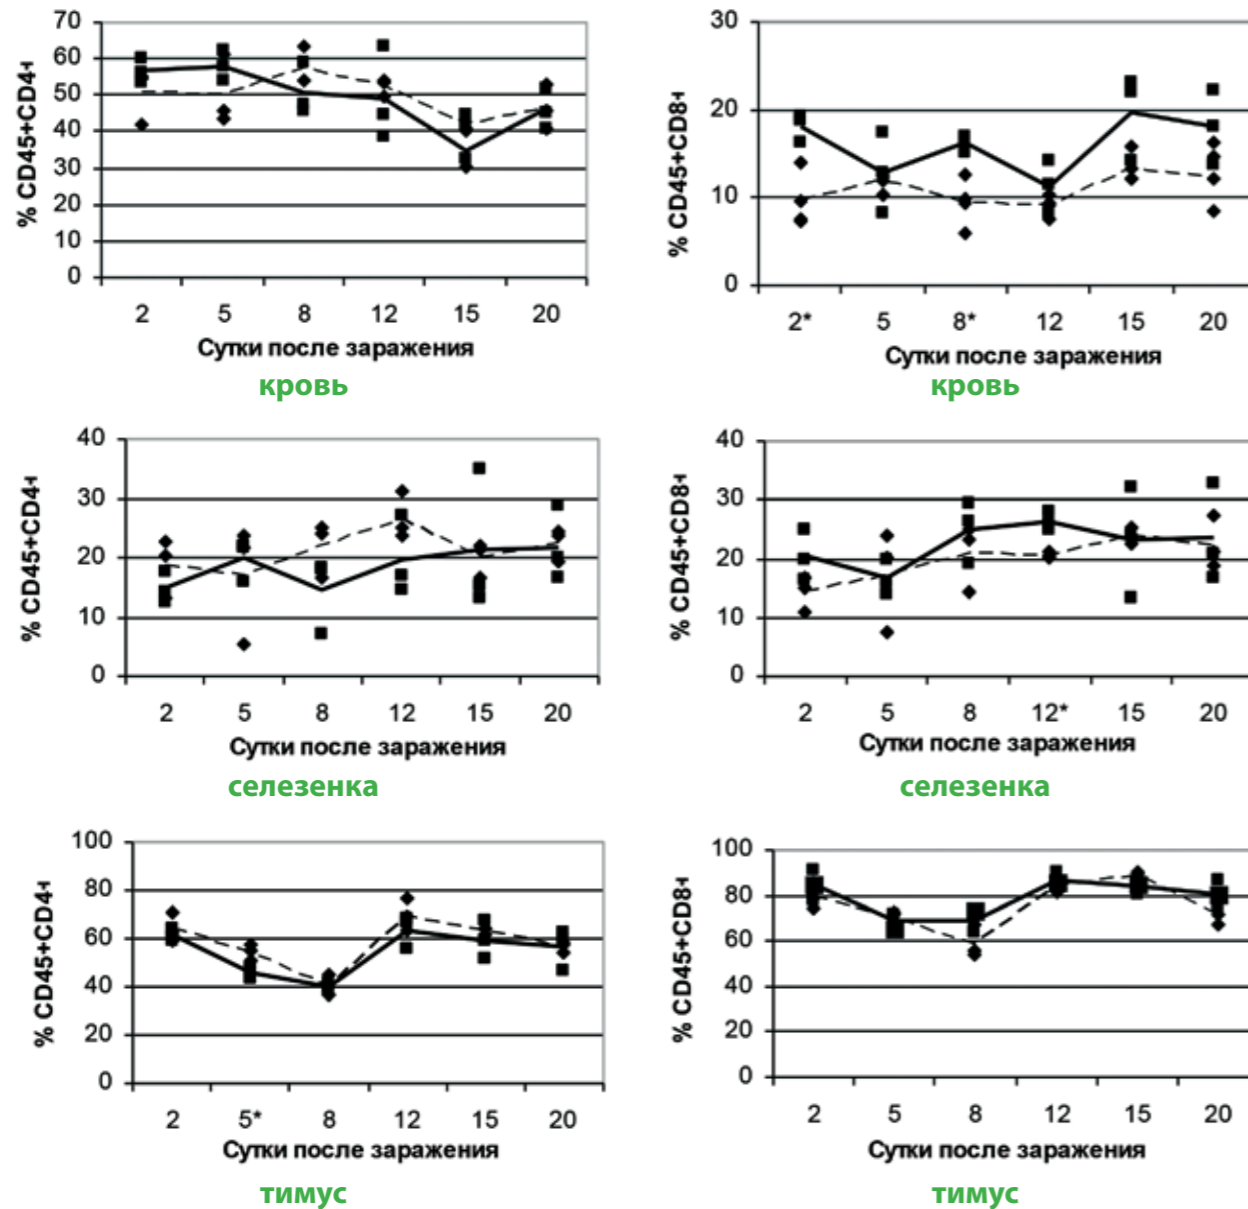 % CD45+CD4+
70
60
50
40
30
20
10
0
2 5 8 12 15 20
Сутки после заражения
кровь
% CD45+CD8+
30
20
10
0
2* 5 8* 12 15 20
Сутки после заражения
кровь
% CD45+CD4+
40
30
20
10
0
2 5 8 12 15 20
Сутки после заражения
селезенка
% CD45+CD8+
40
30
20
10
0
2 5 8 12* 15 20
Сутки после заражения
селезенка
% CD45+CD4+
100
80
60
40
20
0
2 5* 8 12 15 20
Сутки после заражения
тимус
% CD45+CD8+
100
80
60
40
20
0
2 5 8 12 15 20
Сутки после заражения
тимус